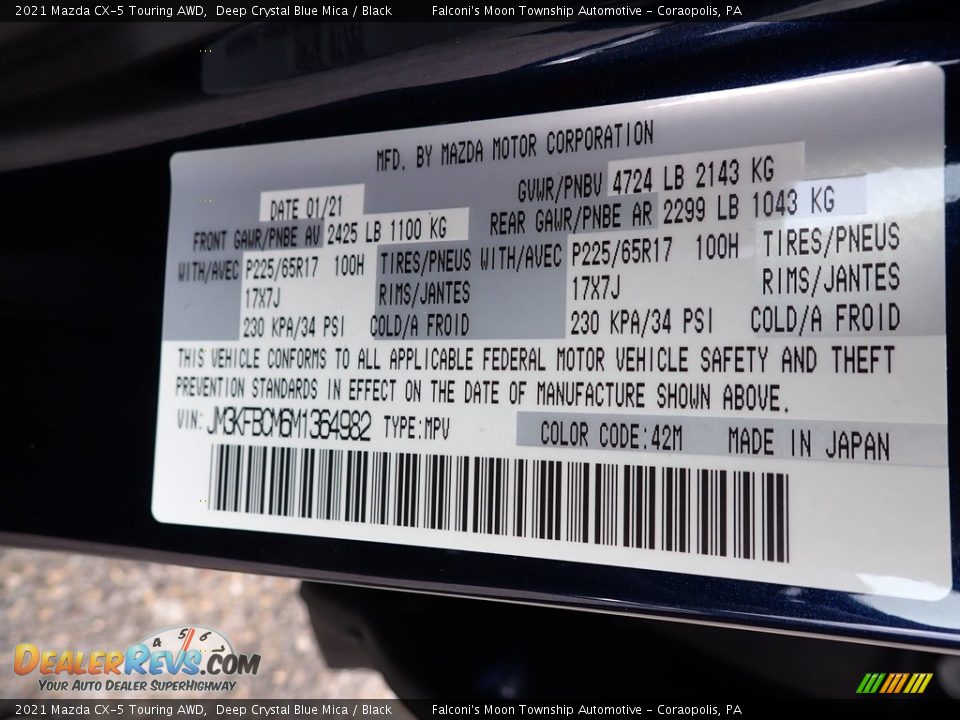 2021 Mazda CX-5 Touring AWD, Deep Crystal Blue Mica / Black Falconi's Moon Township Automotive - Coraopolis, PA
MFD. BY MAZDA MOTOR CORPORATION
DATE 01/21 GVWR/PNBV 4724 LB 2143 KG
FRONT GAWR/PNBE AV 2425 LB 1100 KG REAR GAWR/PNBE AR 2299 LB 1043 KG
WITH/AVEC P225/65R17 100H TIRES/PNEUS WITH/AVEC P225/65R17 100H TIRES/PNEUS
17X7J RIMS/JANTES 17X7J RIMS/JANTES
230 KPA/34 PSI COLD/A FROID 230 KPA/34 PSI COLD/A FROID
THIS VEHICLE CONFORMS TO ALL APPLICABLE FEDERAL MOTOR VEHICLE SAFETY AND THEFT
PREVENTION STANDARDS IN EFFECT ON THE DATE OF MANUFACTURE SHOWN ABOVE.
VIN: JM3KFBCM6M1364982 TYPE:MPV COLOR CODE:42M MADE IN JAPAN
4 5 6
DealerRevs.com
Your Auto Dealer SuperHighway
2021 Mazda CX-5 Touring AWD, Deep Crystal Blue Mica / Black Falconi's Moon Township Automotive - Coraopolis, PA